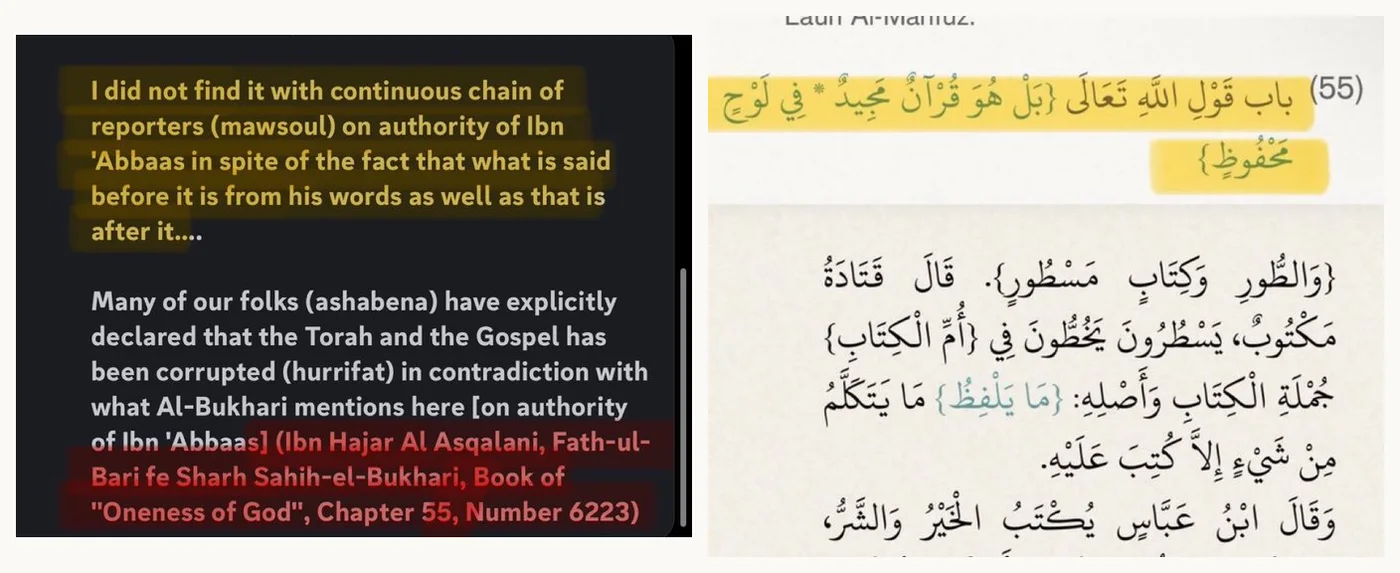 I did not find it with continuous chain of
reporters (mawsoul) on authority of Ibn
'Abbaas in spite of the fact that what is said
before it is from his words as well as that is
after it....
Many of our folks (ashabena) have explicitly
declared that the Torah and the Gospel has
been corrupted (hurrifat) in contradiction with
what Al-Bukhari mentions here [on authority
of Ibn 'Abbaas] (Ibn Hajar Al Asqalani, Fath-ul-
Bari fe Sharh Sahih-el-Bukhari, Book of
"Oneness of God", Chapter 55, Number 6223)
Lauh Al-Mahfuz.
(55) باب قَوْلِ اللَّهِ تَعَالَى {بَلْ هُوَ قُرْآنٌ مَجِيدٌ * فِي لَوْحٍ
مَحْفُوظٍ}
{وَالطُّورِ وَكِتَابٍ مَسْطُورٍ}. قَالَ قَتَادَةُ
مَكْتُوبٌ، يَسْطُرُونَ يَخُطُّونَ فِي {أُمِّ الْكِتَابِ}
جُمْلَةِ الْكِتَابِ وَأَصْلِهِ: {مَا يَلْفِظُ} مَا يَتَكَلَّمُ
مِنْ شَيْءٍ إِلاَّ كُتِبَ عَلَيْهِ.
وَقَالَ ابْنُ عَبَّاسٍ يُكْتَبُ الْخَيْرُ وَالشَّرُّ،